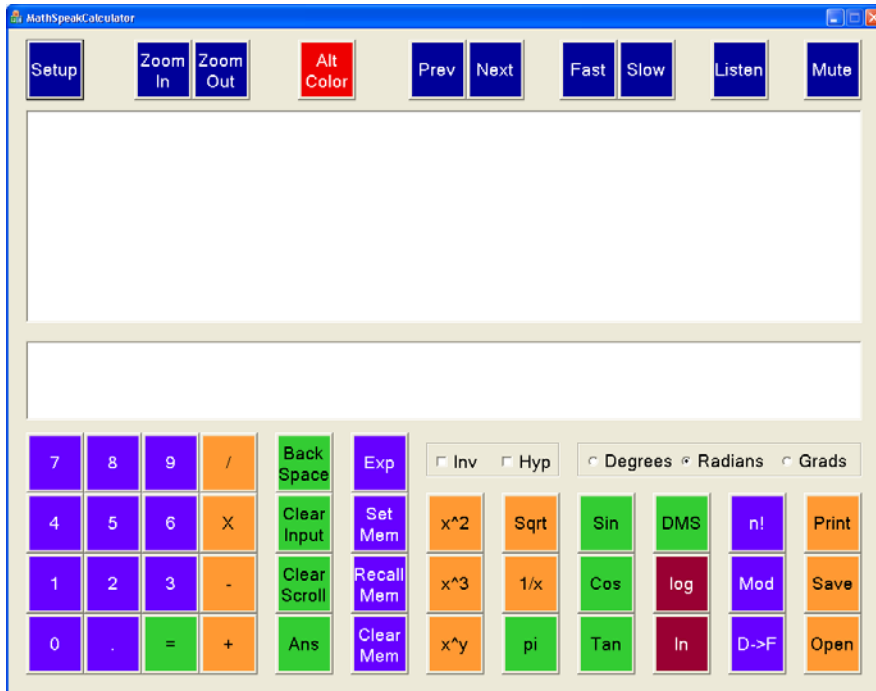 MathSpeakCalculator
Setup
Zoom In
Zoom Out
Alt Color
Prev
Next
Fast
Slow
Listen
Mute
7 8 9 /
Back Space
Exp
Inv
Hyp
Degrees
Radians
Grads
4 5 6 X
Clear Input
Set Mem
x^2
Sqrt
Sin
DMS
n!
Print
1 2 3 -
Clear Scroll
Recall Mem
x^3
1/x
Cos
log
Mod
Save
0 . = +
Ans
Clear Mem
x^y
pi
Tan
ln
D->F
Open